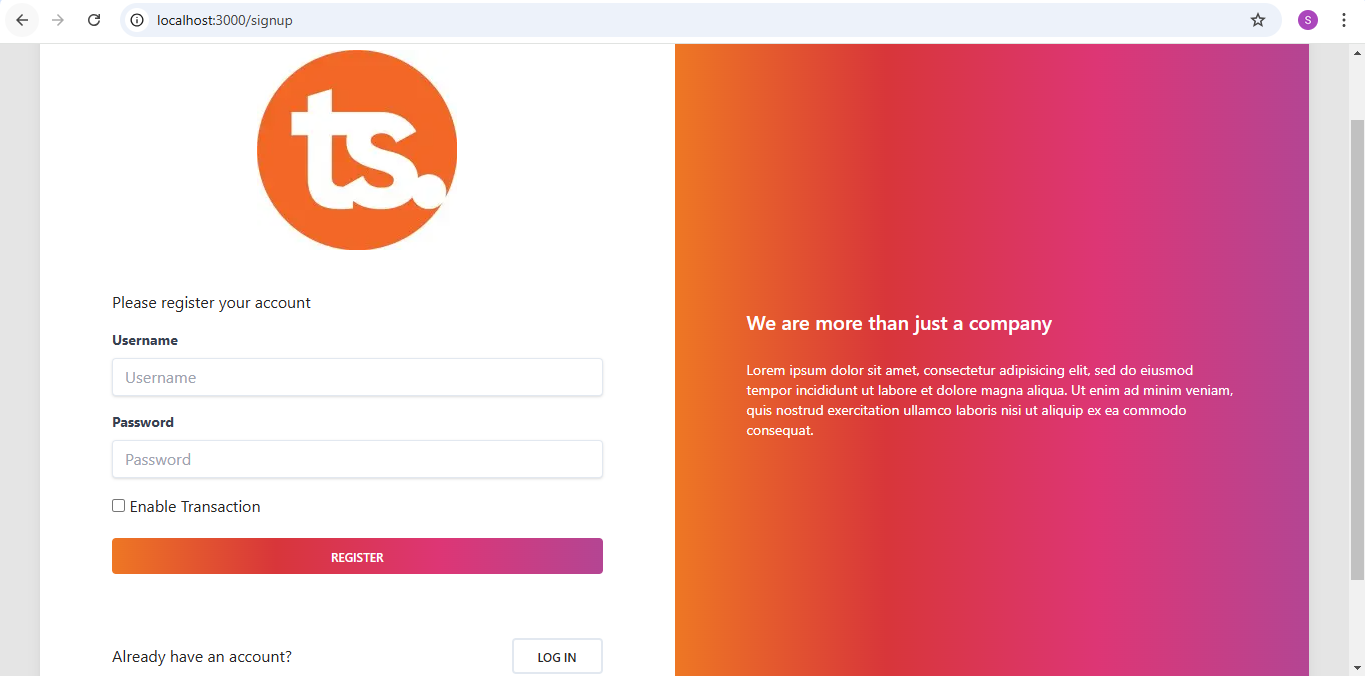 localhost:3000/signup
S
ts.
Please register your account
Username
Username
Password
Password
Enable Transaction
REGISTER
Already have an account?
LOG IN
We are more than just a company
Lorem ipsum dolor sit amet, consectetur adipisicing elit, sed do eiusmod
tempor incididunt ut labore et dolore magna aliqua. Ut enim ad minim veniam,
quis nostrud exercitation ullamco laboris nisi ut aliquip ex ea commodo
consequat.